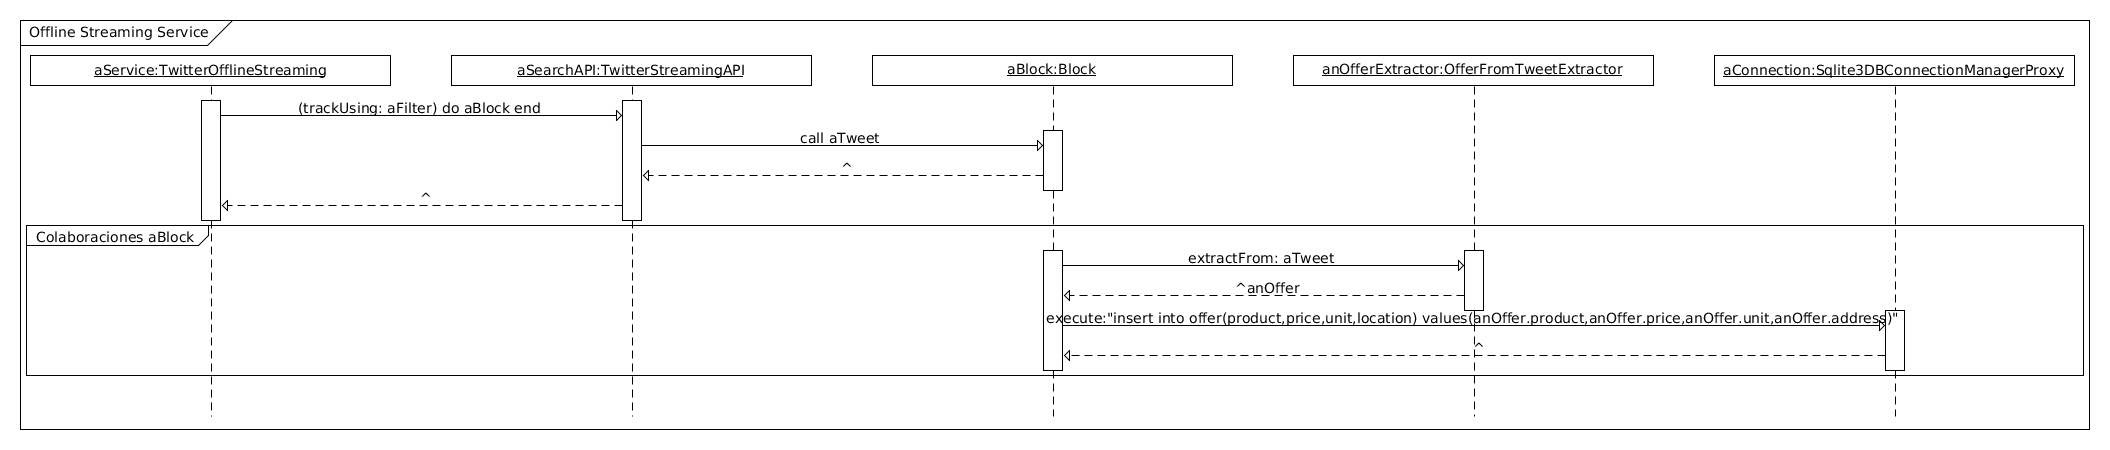 Offline Streaming Service
aService:TwitterOfflineStreaming
aSearchAPI:TwitterStreamingAPI
aBlock:Block
anOfferExtractor:OfferFromTweetExtractor
aConnection:Sqlite3DBConnectionManagerProxy
(trackUsing: aFilter) do aBlock end
call aTweet
^
^
Colaboraciones aBlock
extractFrom: aTweet
^anOffer
execute:"insert into offer(product,price,unit,location) values(anOffer.product,anOffer.price,anOffer.unit,anOffer.address)"
^